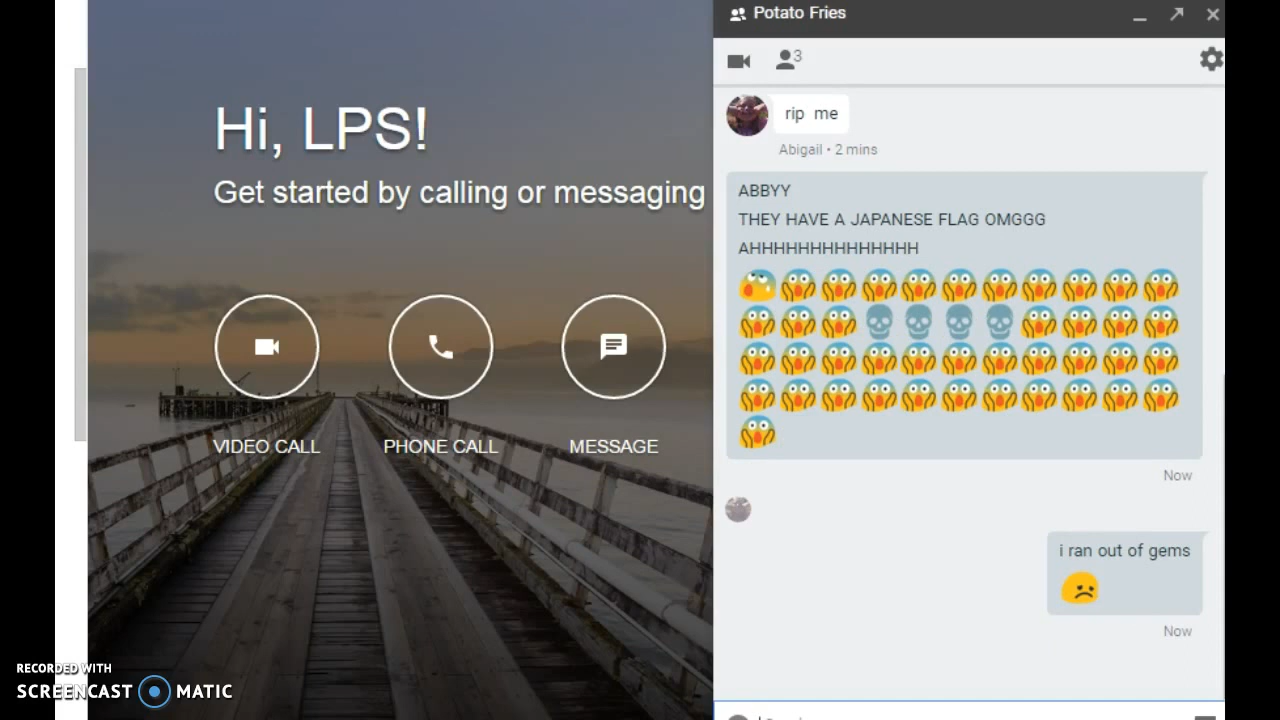 Potato Fries
3
Hi, LPS!
Get started by calling or messaging
VIDEO CALL
PHONE CALL
MESSAGE
rip me
Abigail • 2 mins
ABBYY
THEY HAVE A JAPANESE FLAG OMGGG
AHHHHHHHHHHHHHH
Now
i ran out of gems
Now
RECORDED WITH
SCREENCAST MATIC